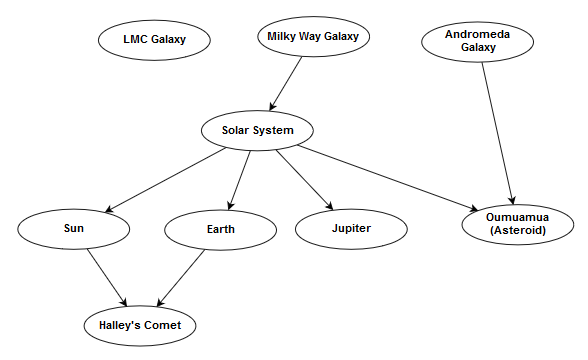 LMC Galaxy
Milky Way Galaxy
Andromeda
Galaxy
Solar System
Sun
Earth
Jupiter
Oumuamua
(Asteroid)
Halley's Comet